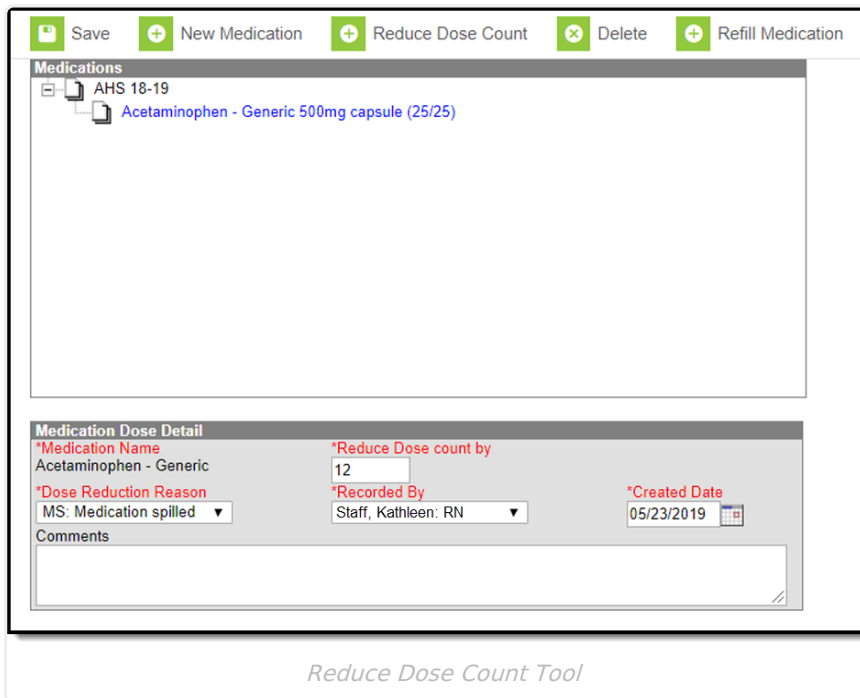 Save New Medication Reduce Dose Count Delete Refill Medication
Medications
AHS 18-19
Acetaminophen - Generic 500mg capsule (25/25)
Medication Dose Detail
*Medication Name *Reduce Dose count by
Acetaminophen - Generic 12
*Dose Reduction Reason *Recorded By *Created Date
MS: Medication spilled Staff, Kathleen: RN 05/23/2019
Comments
Reduce Dose Count Tool